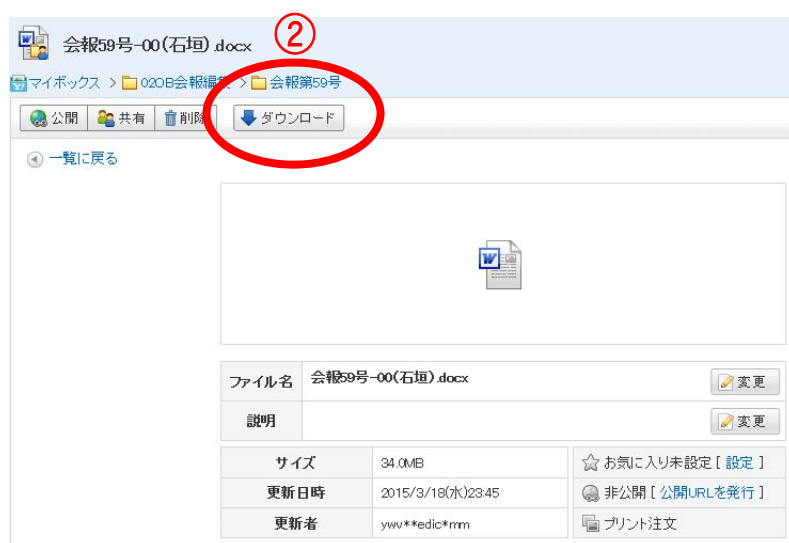 会報59号-00(石垣).docx
②
マイボックス > 02OB会報編集 > 会報第59号
公開 共有 削除 ダウンロード
一覧に戻る
ファイル名 会報59号-00(石垣).docx 変更
説明 変更
サイズ 34.0MB お気に入り未設定 [ 設定 ]
更新日時 2015/3/18(水)23:45 非公開 [ 公開URLを発行 ]
更新者 ywv**edic*mm プリント注文